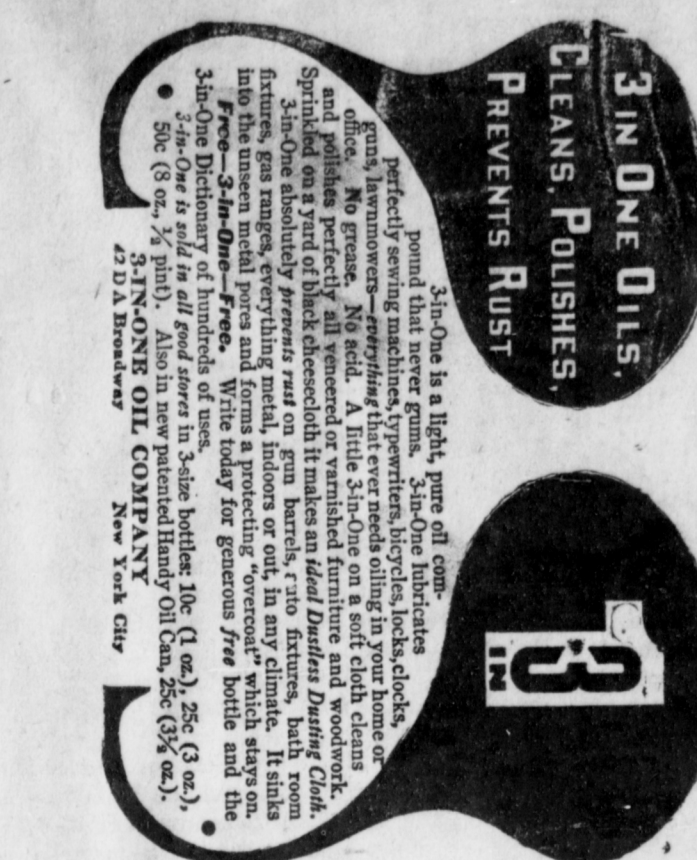 3 IN ONE OILS,
CLEANS, POLISHES,
PREVENTS RUST
3
IN
3-in-One is a light, pure oil com-
pound that never gums. 3-in-One lubricates
perfectly sewing machines, typewriters, bicycles, locks, clocks,
guns, lawnmowers—everything that ever needs oiling in your home or
office. No grease. No acid. A little 3-in-One on a soft cloth cleans
and polishes perfectly all veneered or varnished furniture and woodwork.
Sprinkled on a yard of black cheesecloth it makes an ideal Dustless Dusting Cloth.
3-in-One absolutely prevents rust on gun barrels, auto fixtures, bath room
fixtures, gas ranges, everything metal, indoors or out, in any climate. It sinks
into the unseen metal pores and forms a protecting "overcoat" which stays on.
Free—3-in-One—Free. Write today for generous free bottle and the
3-in-One Dictionary of hundreds of uses.
3-in-One is sold in all good stores in 3-size bottles: 10c (1 oz.), 25c (3 oz.),
50c (8 oz., ½ pint). Also in new patented Handy Oil Can, 25c (3½ oz.).
3-IN-ONE OIL COMPANY
42 D A Broadway New York City